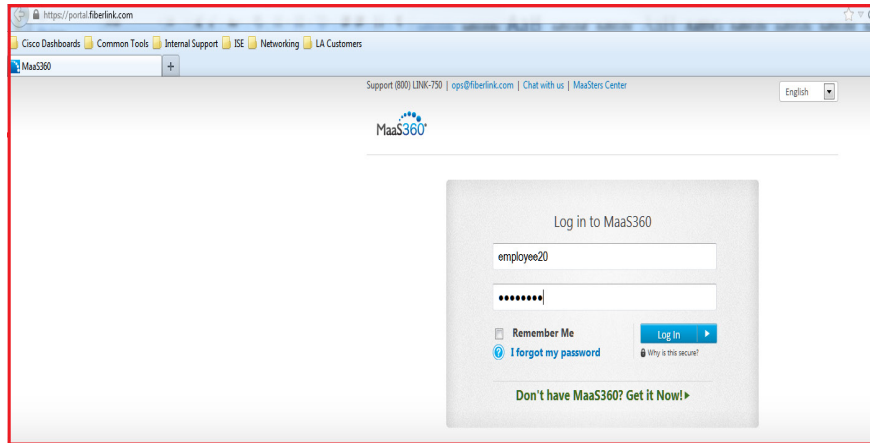 https://portal.fiberlink.com
Cisco Dashboards Common Tools Internal Support ISE Networking LA Customers
MaaS360 +
Support (800) LINK-750 | ops@fiberlink.com | Chat with us | MaaSters Center
English
MaaS360
Log in to MaaS360
employee20
••••••••
Remember Me
Log In
I forgot my password
Why is this secure?
Don't have MaaS360? Get it Now!